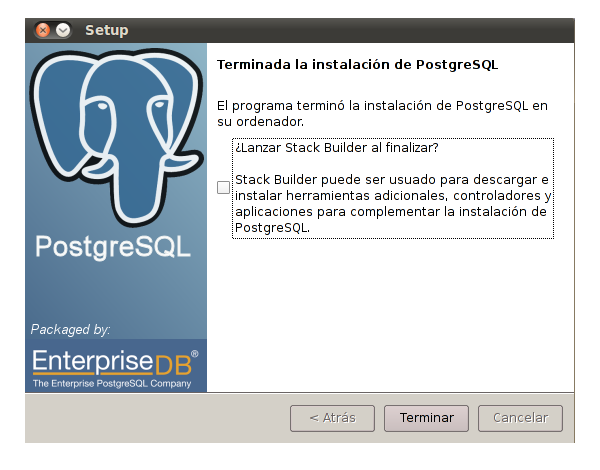 Setup
Terminada la instalación de PostgreSQL
El programa terminó la instalación de PostgreSQL en
su ordenador.
¿Lanzar Stack Builder al finalizar?
Stack Builder puede ser usado para descargar e
instalar herramientas adicionales, controladores y
aplicaciones para complementar la instalación de
PostgreSQL.
PostgreSQL
Packaged by:
EnterpriseDB®
The Enterprise PostgreSQL Company
< Atrás
Terminar
Cancelar